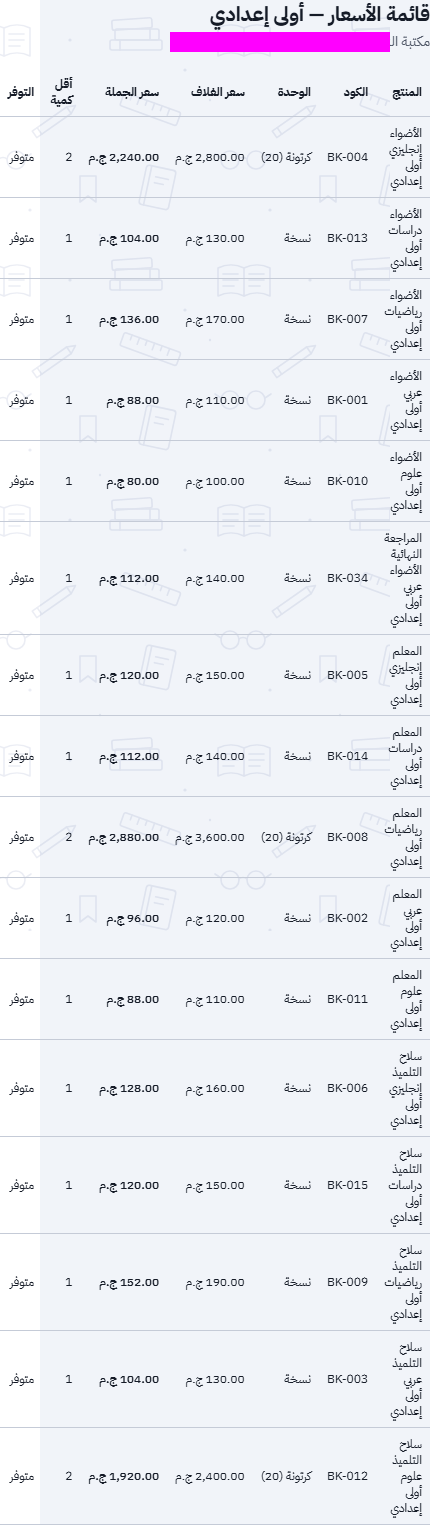 قائمة الأسعار — أولى إعدادي
مكتبة
المنتج الكود الوحدة سعر الغلاف سعر الجملة أقل كمية التوفر
الأضواء إنجليزي أولى إعدادي BK-004 كرتونة (20) 2,800.00 ج.م 2,240.00 ج.م 2 متوفر
الأضواء دراسات أولى إعدادي BK-013 نسخة 130.00 ج.م 104.00 ج.م 1 متوفر
الأضواء رياضيات أولى إعدادي BK-007 نسخة 170.00 ج.م 136.00 ج.م 1 متوفر
الأضواء عربي أولى إعدادي BK-001 نسخة 110.00 ج.م 88.00 ج.م 1 متوفر
الأضواء علوم أولى إعدادي BK-010 نسخة 100.00 ج.م 80.00 ج.م 1 متوفر
المراجعة النهائية الأضواء عربي أولى إعدادي BK-034 نسخة 140.00 ج.م 112.00 ج.م 1 متوفر
المعلم إنجليزي أولى إعدادي BK-005 نسخة 150.00 ج.م 120.00 ج.م 1 متوفر
المعلم دراسات أولى إعدادي BK-014 نسخة 140.00 ج.م 112.00 ج.م 1 متوفر
المعلم رياضيات أولى إعدادي BK-008 كرتونة (20) 3,600.00 ج.م 2,880.00 ج.م 2 متوفر
المعلم عربي أولى إعدادي BK-002 نسخة 120.00 ج.م 96.00 ج.م 1 متوفر
المعلم علوم أولى إعدادي BK-011 نسخة 110.00 ج.م 88.00 ج.م 1 متوفر
سلاح التلميذ إنجليزي أولى إعدادي BK-006 نسخة 160.00 ج.م 128.00 ج.م 1 متوفر
سلاح التلميذ دراسات أولى إعدادي BK-015 نسخة 150.00 ج.م 120.00 ج.م 1 متوفر
سلاح التلميذ رياضيات أولى إعدادي BK-009 نسخة 190.00 ج.م 152.00 ج.م 1 متوفر
سلاح التلميذ عربي أولى إعدادي BK-003 نسخة 130.00 ج.م 104.00 ج.م 1 متوفر
سلاح التلميذ علوم أولى إعدادي BK-012 كرتونة (20) 2,400.00 ج.م 1,920.00 ج.م 2 متوفر